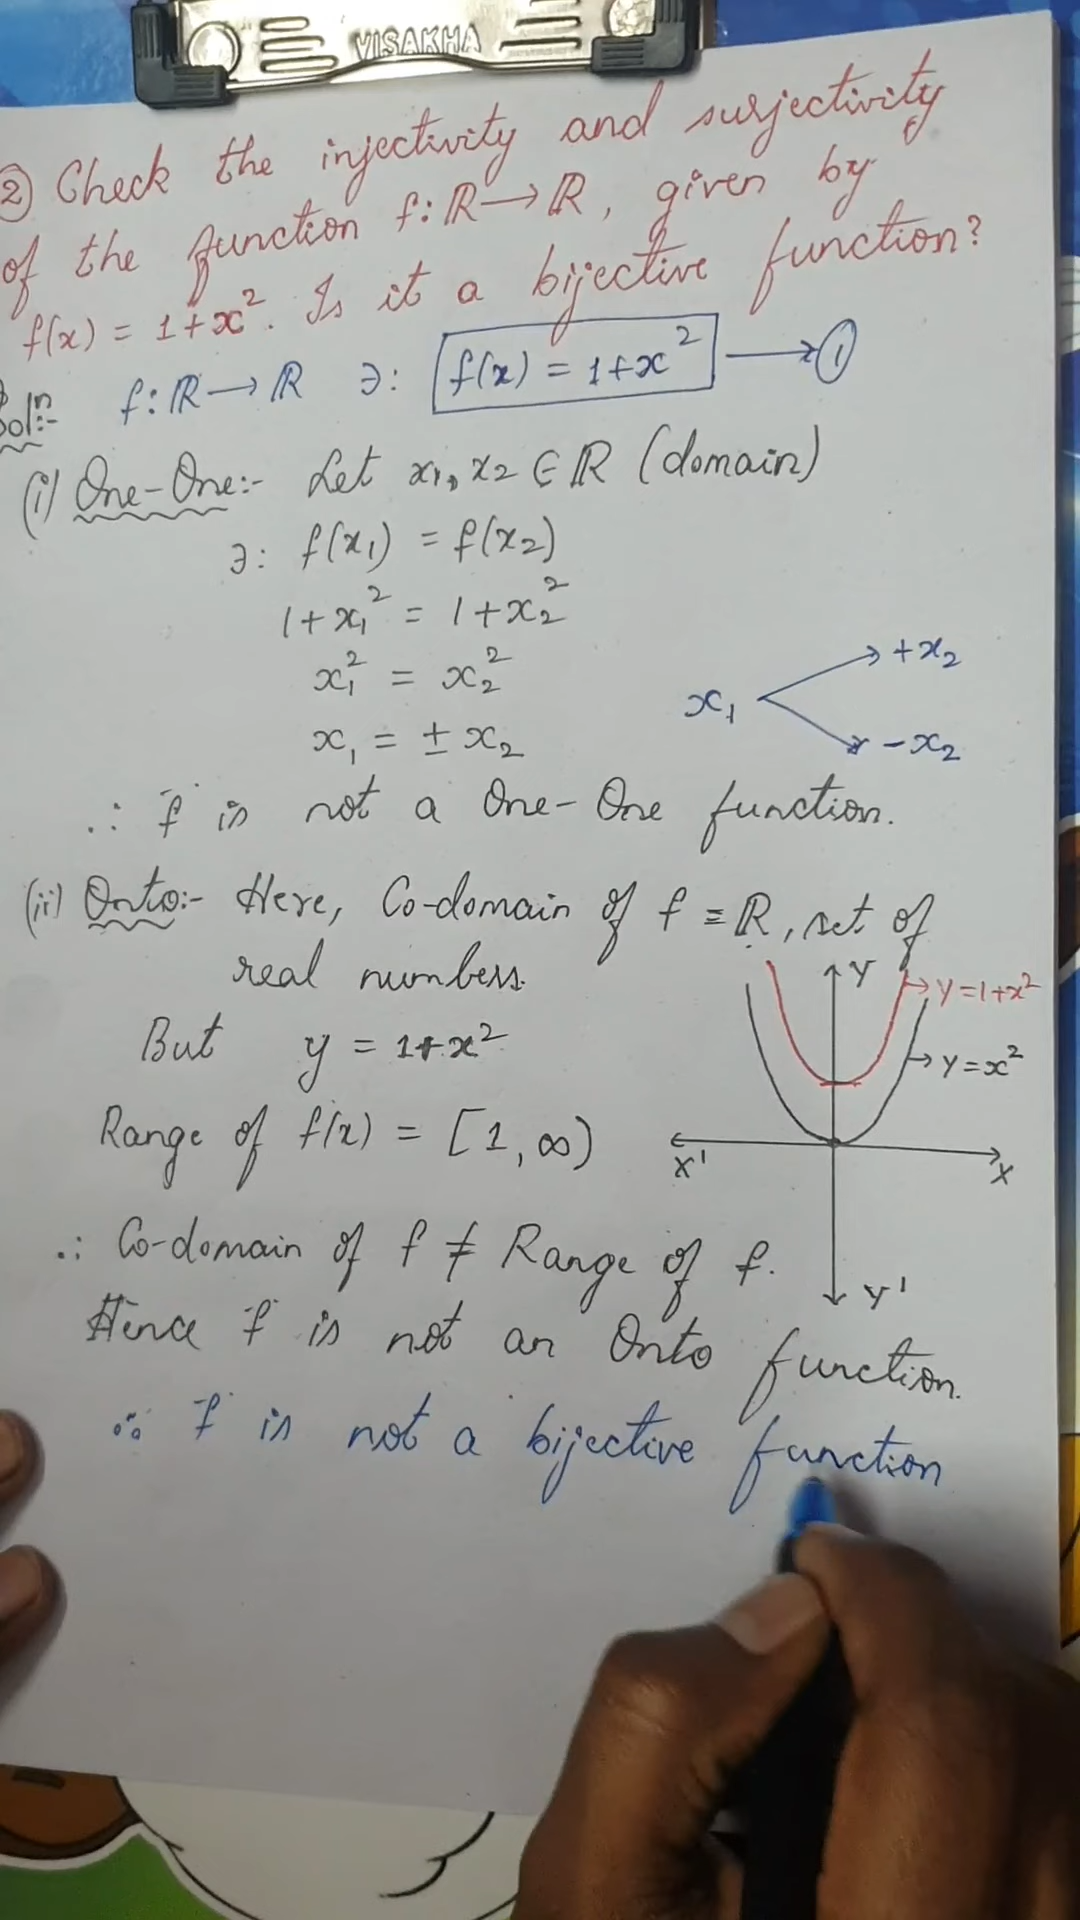 VISAKHA
② Check the injectivity and surjectivity
of the function f: ℝ→ℝ, given by
f(x) = 1+x². Is it a bijective function?
Solⁿ:- f: ℝ→ℝ ∋: f(x) = 1+x² → ①
(i) One-One:- Let x₁, x₂ ∈ ℝ (domain)
∋: f(x₁) = f(x₂)
1+x₁² = 1+x₂²
x₁² = x₂²
x₁ = ± x₂
x₁ +x₂ -x₂
∴ f is not a One-One function.
(ii) Onto:- Here, Co-domain of f = ℝ, set of
real numbers.
But y = 1+x²
Range of f(x) = [1, ∞)
Y → y=1+x²
→ y=x²
X' X
Y'
∴ Co-domain of f ≠ Range of f.
Hence f is not an Onto function.
∴ f is not a bijective function